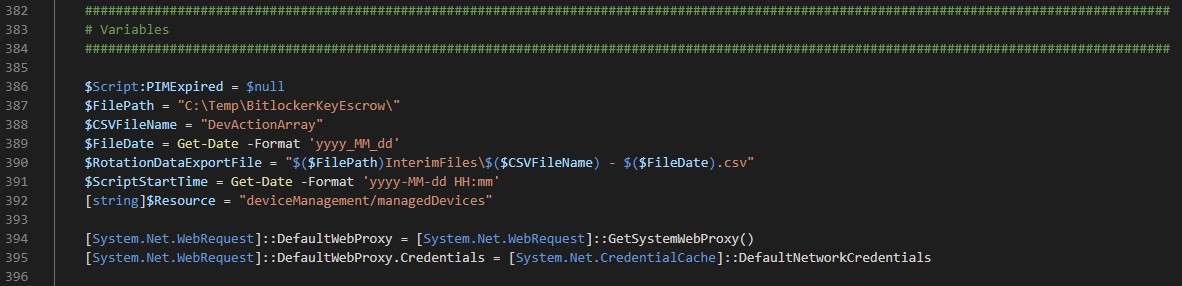 382 ##############################################################################################################################################
383 # Variables
384 ##############################################################################################################################################
385
386 $Script:PIMExpired = $null
387 $FilePath = "C:\Temp\BitlockerKeyEscrow\"
388 $CSVFileName = "DevActionArray"
389 $FileDate = Get-Date -Format 'yyyy_MM_dd'
390 $RotationDataExportFile = "$($FilePath)InterimFiles\$($CSVFileName) - $($FileDate).csv"
391 $ScriptStartTime = Get-Date -Format 'yyyy-MM-dd HH:mm'
392 [string]$Resource = "deviceManagement/managedDevices"
393
394 [System.Net.WebRequest]::DefaultWebProxy = [System.Net.WebRequest]::GetSystemWebProxy()
395 [System.Net.WebRequest]::DefaultWebProxy.Credentials = [System.Net.CredentialCache]::DefaultNetworkCredentials
396